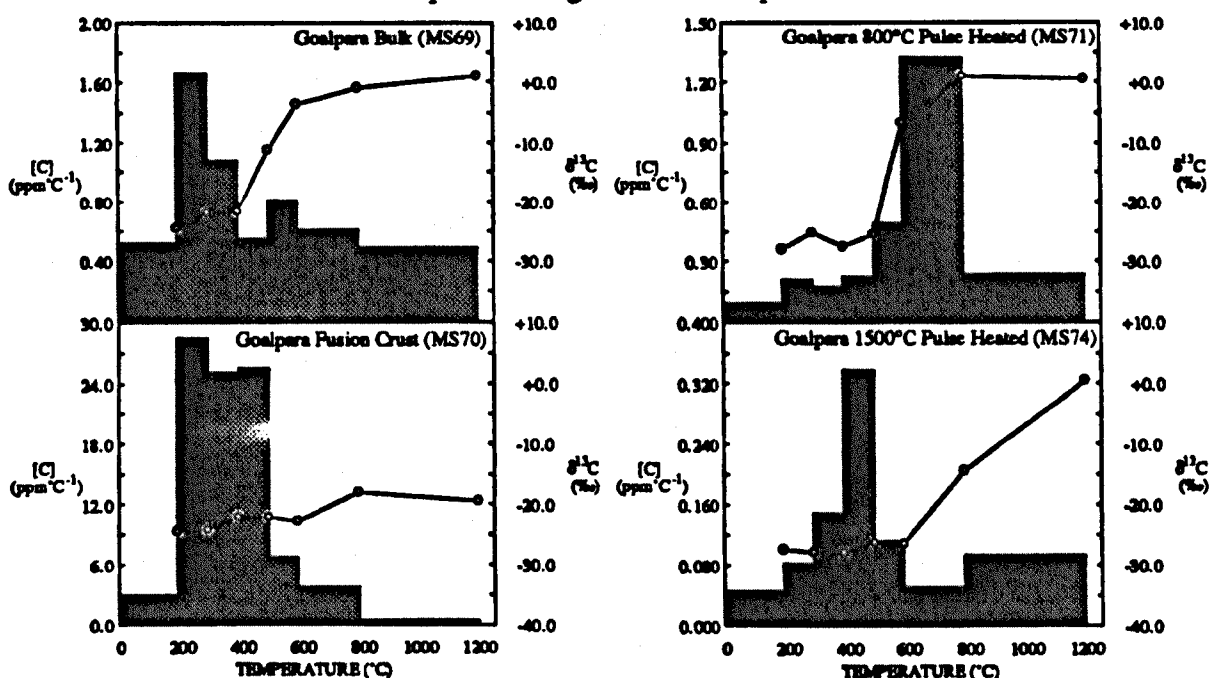 Goalpara Bulk (MS69)
2.00
1.60
1.20
0.80
0.40
[C]
(ppm°C⁻¹)
+10.0
+0.0
-10.0
-20.0
-30.0
δ¹³C
(‰)
Goalpara 800°C Pulse Heated (MS71)
1.50
1.20
0.90
0.60
0.30
[C]
(ppm°C⁻¹)
+10.0
+0.0
-10.0
-20.0
-30.0
δ¹³C
(‰)
Goalpara Fusion Crust (MS70)
30.0
24.0
18.0
12.0
6.0
0.0
[C]
(ppm°C⁻¹)
+10.0
+0.0
-10.0
-20.0
-30.0
-40.0
δ¹³C
(‰)
0 200 400 600 800 1000 1200
TEMPERATURE (°C)
Goalpara 1500°C Pulse Heated (MS74)
0.400
0.320
0.240
0.160
0.080
0.000
[C]
(ppm°C⁻¹)
+10.0
+0.0
-10.0
-20.0
-30.0
-40.0
δ¹³C
(‰)
0 200 400 600 800 1000 1200
TEMPERATURE (°C)